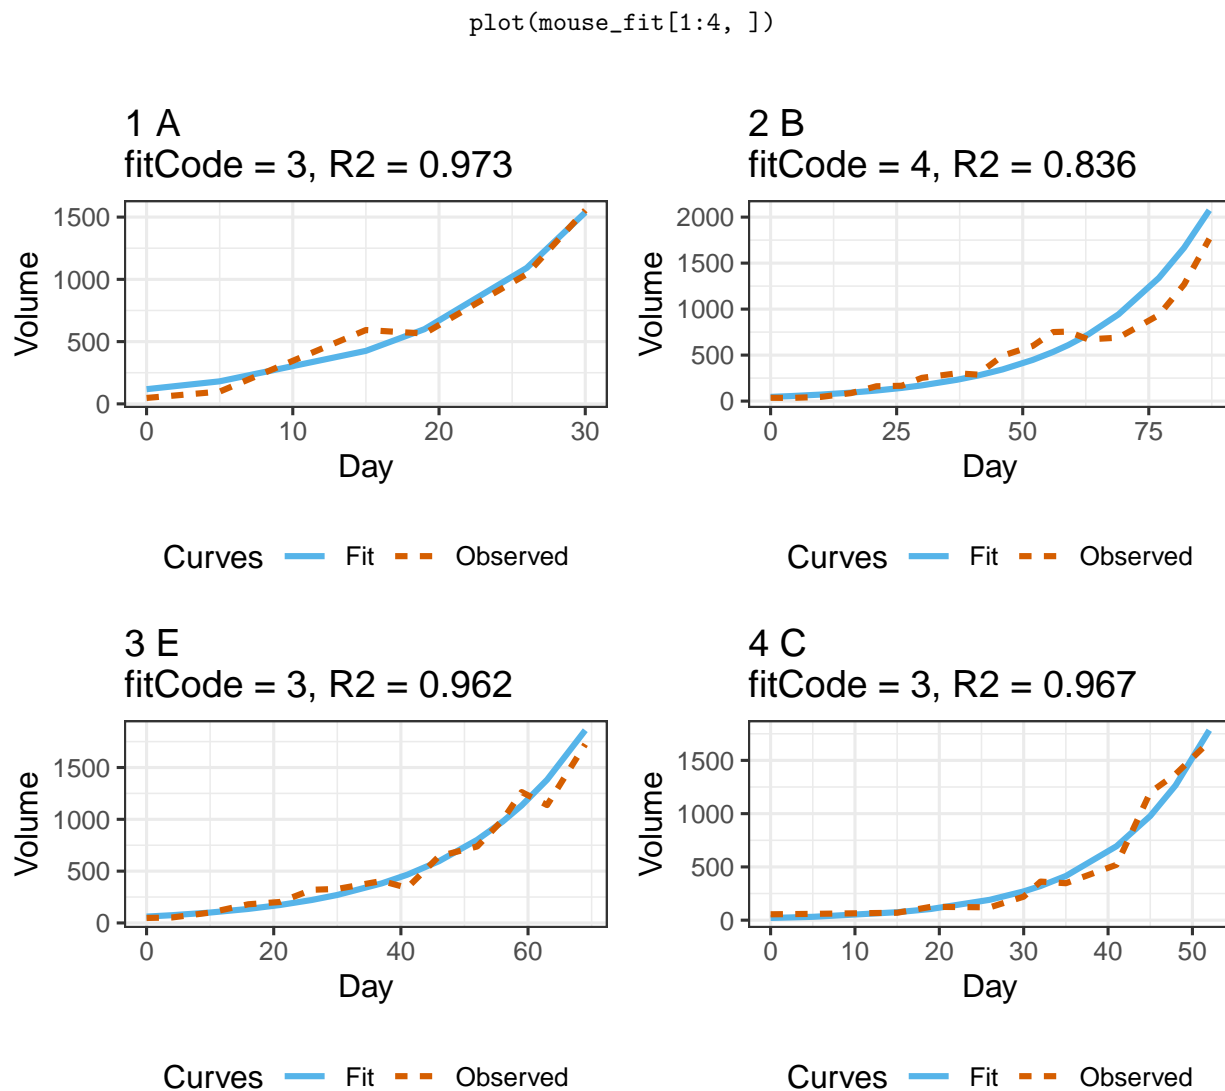 plot(mouse_fit[1:4, ])
1 A
fitCode = 3, R2 = 0.973
Volume
1500
1000
500
0
0 10 20 30
Day
Curves Fit Observed
2 B
fitCode = 4, R2 = 0.836
Volume
2000
1500
1000
500
0
0 25 50 75
Day
Curves Fit Observed
3 E
fitCode = 3, R2 = 0.962
Volume
1500
1000
500
0
0 20 40 60
Day
Curves Fit Observed
4 C
fitCode = 3, R2 = 0.967
Volume
1500
1000
500
0
0 10 20 30 40 50
Day
Curves Fit Observed